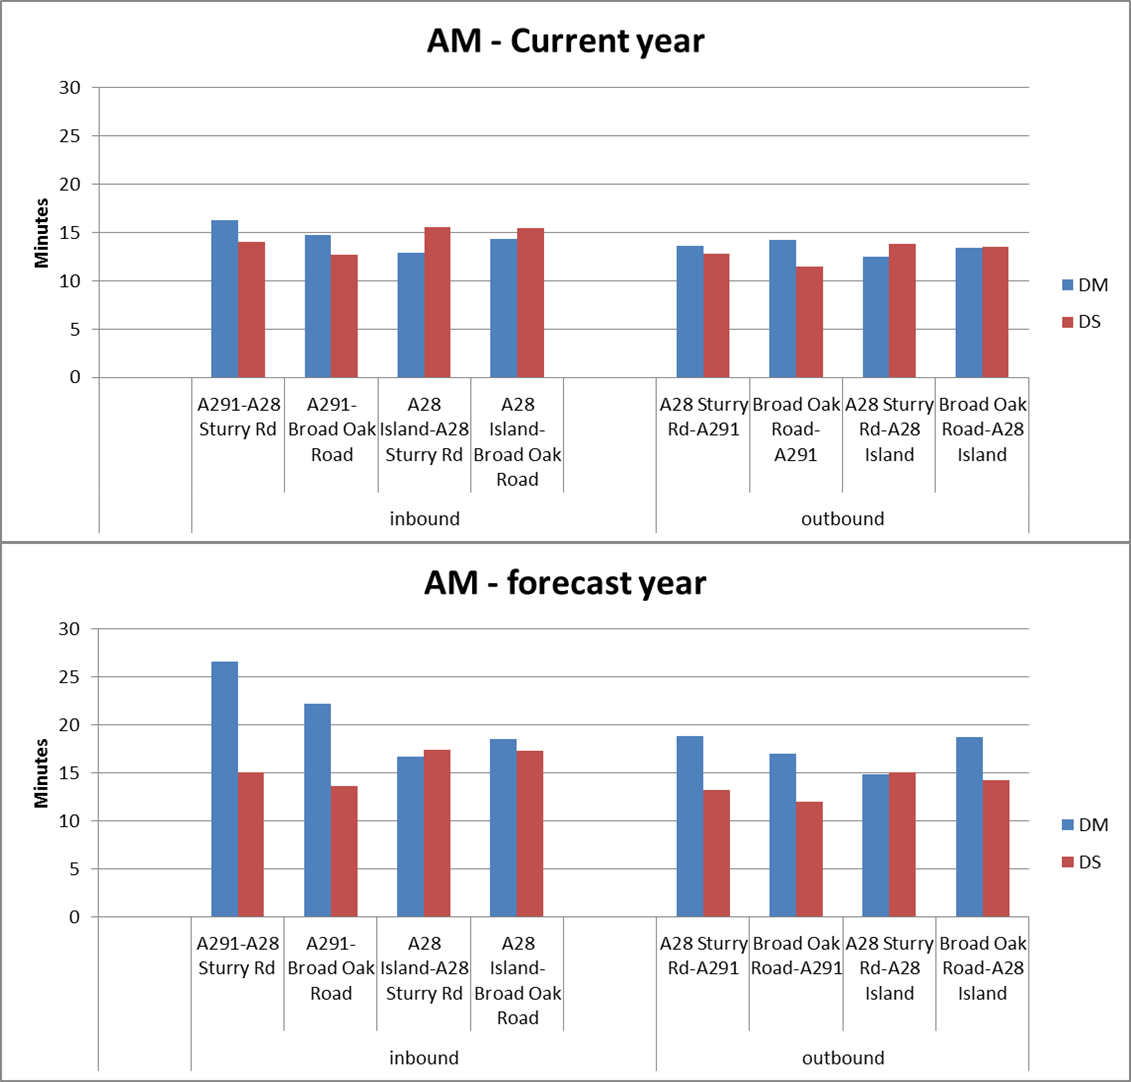 AM - Current year
30
25
20
15
10
5
0
Minutes
A291-A28
Sturry Rd
A291-
Broad Oak
Road
A28
Island-A28
Sturry Rd
A28
Island-
Broad Oak
Road
A28 Sturry
Rd-A291
Broad Oak
Road-
A291
A28 Sturry
Rd-A28
Island
Broad Oak
Road-A28
Island
inbound
outbound
DM
DS
AM - forecast year
30
25
20
15
10
5
0
Minutes
A291-A28
Sturry Rd
A291-
Broad Oak
Road
A28
Island-A28
Sturry Rd
A28
Island-
Broad Oak
Road
A28 Sturry
Rd-A291
Broad Oak
Road-A291
A28 Sturry
Rd-A28
Island
Broad Oak
Road-A28
Island
inbound
outbound
DM
DS